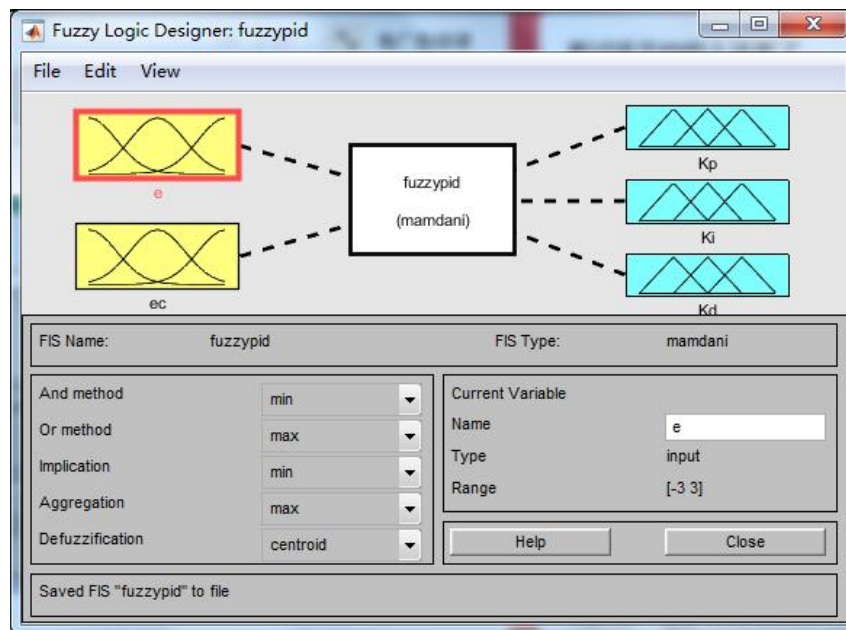 Fuzzy Logic Designer: fuzzypid
File Edit View
e
ec
fuzzypid
(mamdani)
Kp
Ki
Kd
FIS Name: fuzzypid FIS Type: mamdani
And method min
Or method max
Implication min
Aggregation max
Defuzzification centroid
Current Variable
Name e
Type input
Range [-3 3]
Help Close
Saved FIS "fuzzypid" to file